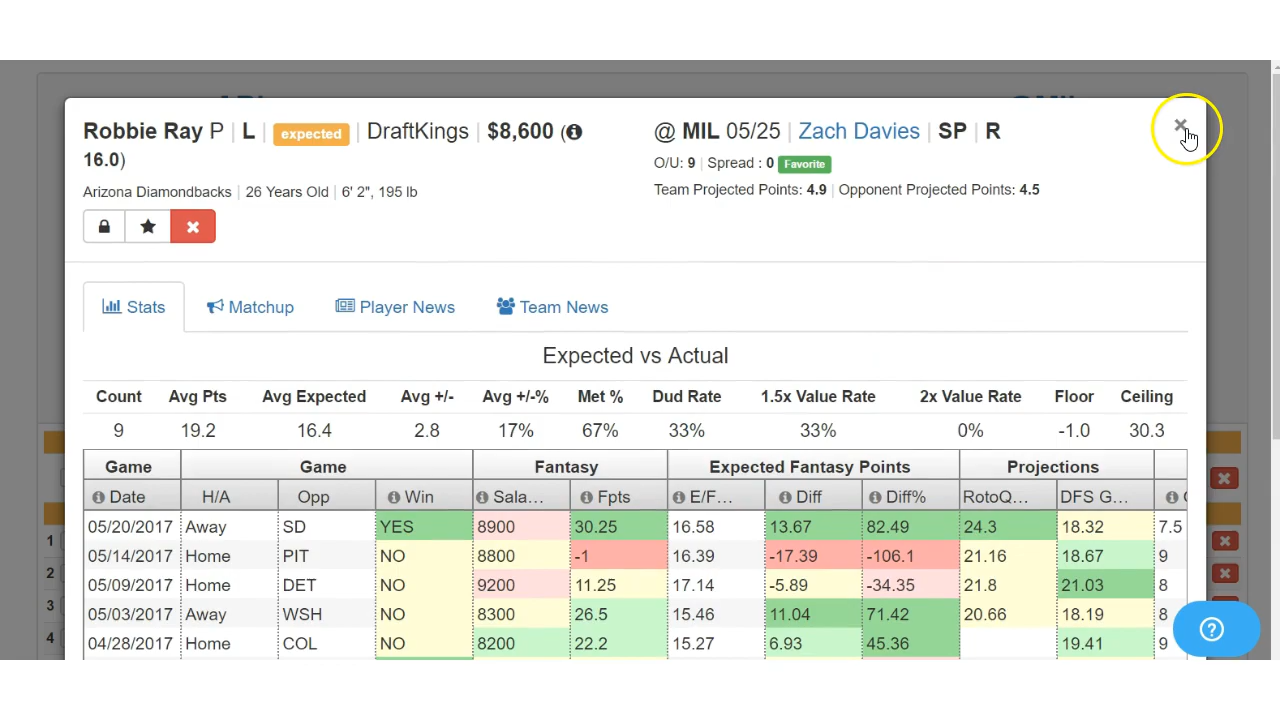 Robbie Ray P | L | expected | DraftKings | $8,600 (
16.0)
Arizona Diamondbacks | 26 Years Old | 6' 2", 195 lb
@ MIL 05/25 | Zach Davies | SP | R
O/U: 9 | Spread : 0 Favorite
Team Projected Points: 4.9 | Opponent Projected Points: 4.5
Stats Matchup Player News Team News
Expected vs Actual
Count Avg Pts Avg Expected Avg +/- Avg +/-% Met % Dud Rate 1.5x Value Rate 2x Value Rate Floor Ceiling
9 19.2 16.4 2.8 17% 67% 33% 33% 0% -1.0 30.3
Game Game Fantasy Expected Fantasy Points Projections
Date H/A Opp Win Sala... Fpts E/F... Diff Diff% RotoQ... DFS G...
05/20/2017 Away SD YES 8900 30.25 16.58 13.67 82.49 24.3 18.32 7.5
05/14/2017 Home PIT NO 8800 -1 16.39 -17.39 -106.1 21.16 18.67 9
05/09/2017 Home DET NO 9200 11.25 17.14 -5.89 -34.35 21.8 21.03 8
05/03/2017 Away WSH NO 8300 26.5 15.46 11.04 71.42 20.66 18.19 8
04/28/2017 Home COL NO 8200 22.2 15.27 6.93 45.36 19.41 9
1
2
3
4